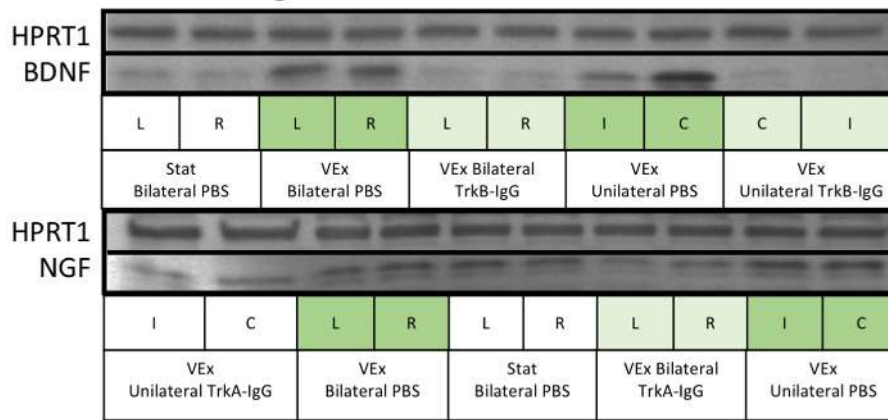 HPRT1
BDNF
L R L R L R I C C I
Stat Bilateral PBS
VEx Bilateral PBS
VEx Bilateral TrkB-IgG
VEx Unilateral PBS
VEx Unilateral TrkB-IgG
HPRT1
NGF
I C L R L R L R I C
VEx Unilateral TrkA-IgG
VEx Bilateral PBS
Stat Bilateral PBS
VEx Bilateral TrkA-IgG
VEx Unilateral PBS